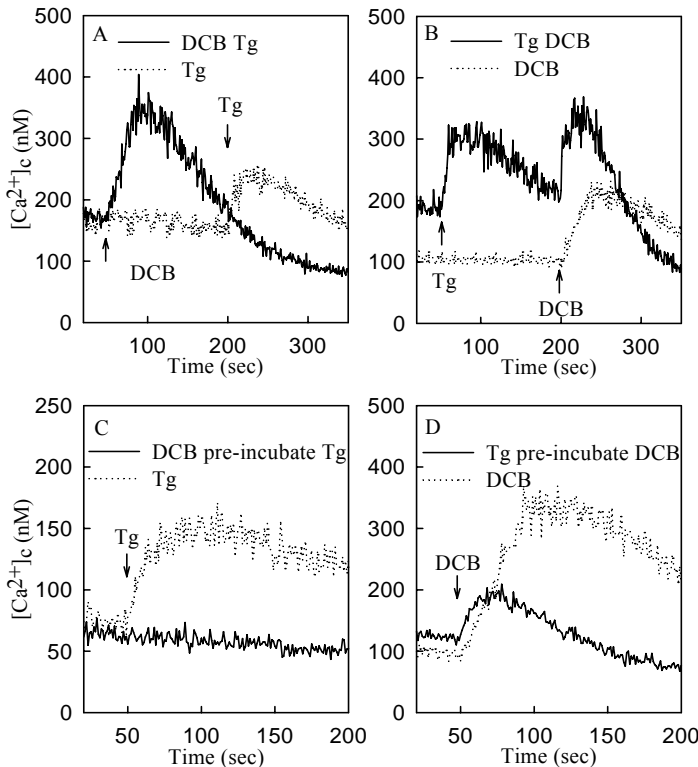 A
DCB Tg
Tg
Tg
DCB
[Ca2+]c (nM)
500
400
300
200
100
0
100 200 300
Time (sec)
B
Tg DCB
DCB
Tg
DCB
500
400
300
200
100
0
100 200 300
Time (sec)
C
DCB pre-incubate Tg
Tg
Tg
[Ca2+]c (nM)
250
200
150
100
50
0
50 100 150 200
Time (sec)
D
Tg pre-incubate DCB
DCB
DCB
500
400
300
200
100
0
50 100 150 200
Time (sec)